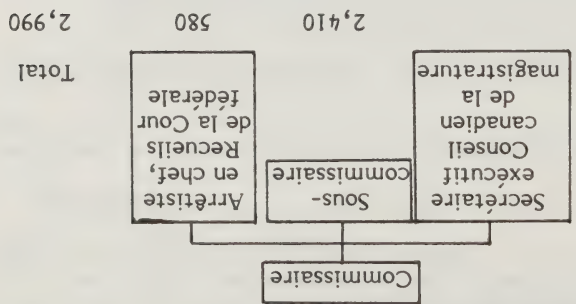 Commissaire
Secrétaire
exécutif
Conseil
canadien
de la
magistrature
Sous-
commissaire
Arrêtiste
en chef,
Recueils
de la Cour
fédérale
Total
2,410 580 2,990